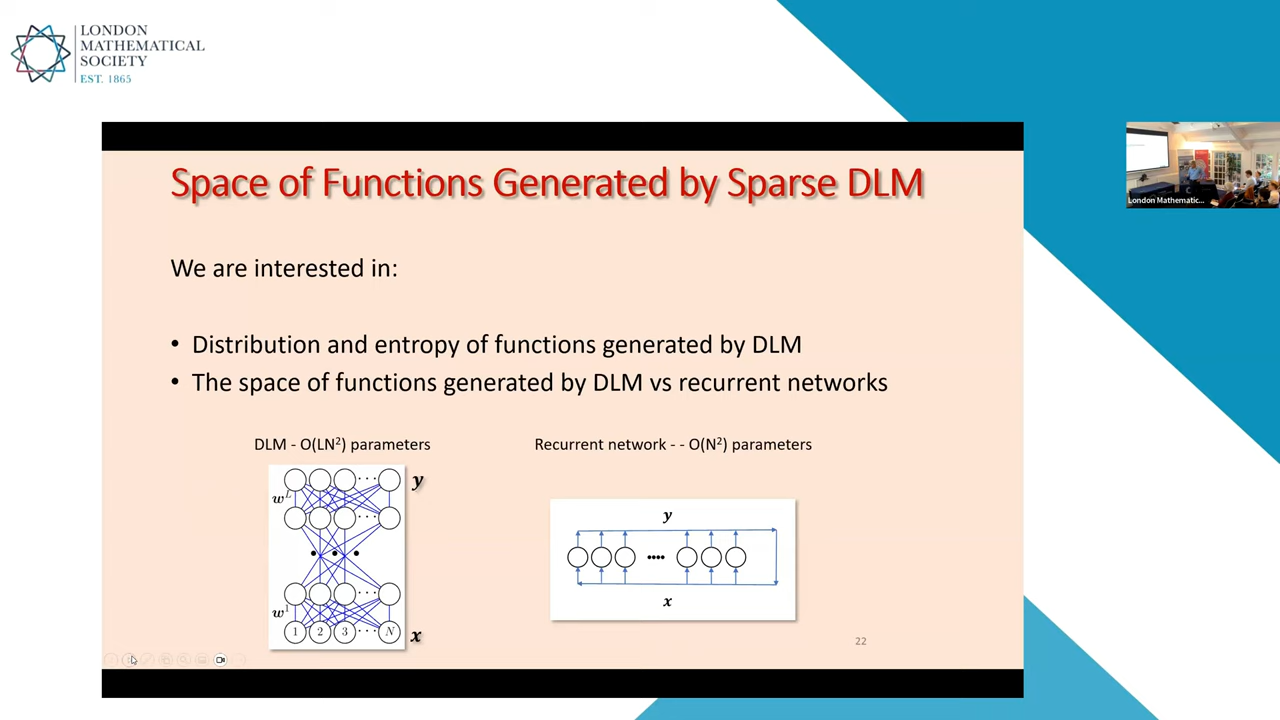 LONDON
MATHEMATICAL
SOCIETY
EST. 1865
London Mathematic...
Space of Functions Generated by Sparse DLM
We are interested in:
• Distribution and entropy of functions generated by DLM
• The space of functions generated by DLM vs recurrent networks
DLM - O(LN²) parameters
Recurrent network - - O(N²) parameters
y
w^L
w^1
1 2 3 ··· N
x
y
x
22